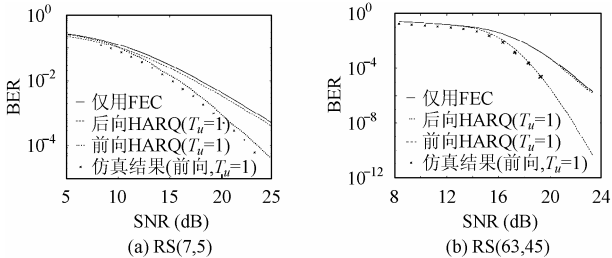 10^0
10^-2
10^-4
BER
— 仅用FEC
---- 后向HARQ(T_u=1)
---- 前向HARQ(T_u=1)
· 仿真结果(前向,T_u=1)
5 10 15 20 25
SNR (dB)
(a) RS(7,5)
10^0
10^-4
10^-8
10^-12
BER
— 仅用FEC
---- 后向HARQ(T_u=1)
---- 前向HARQ(T_u=1)
· 仿真结果(前向,T_u=1)
8 12 16 20 24
SNR (dB)
(b) RS(63,45)